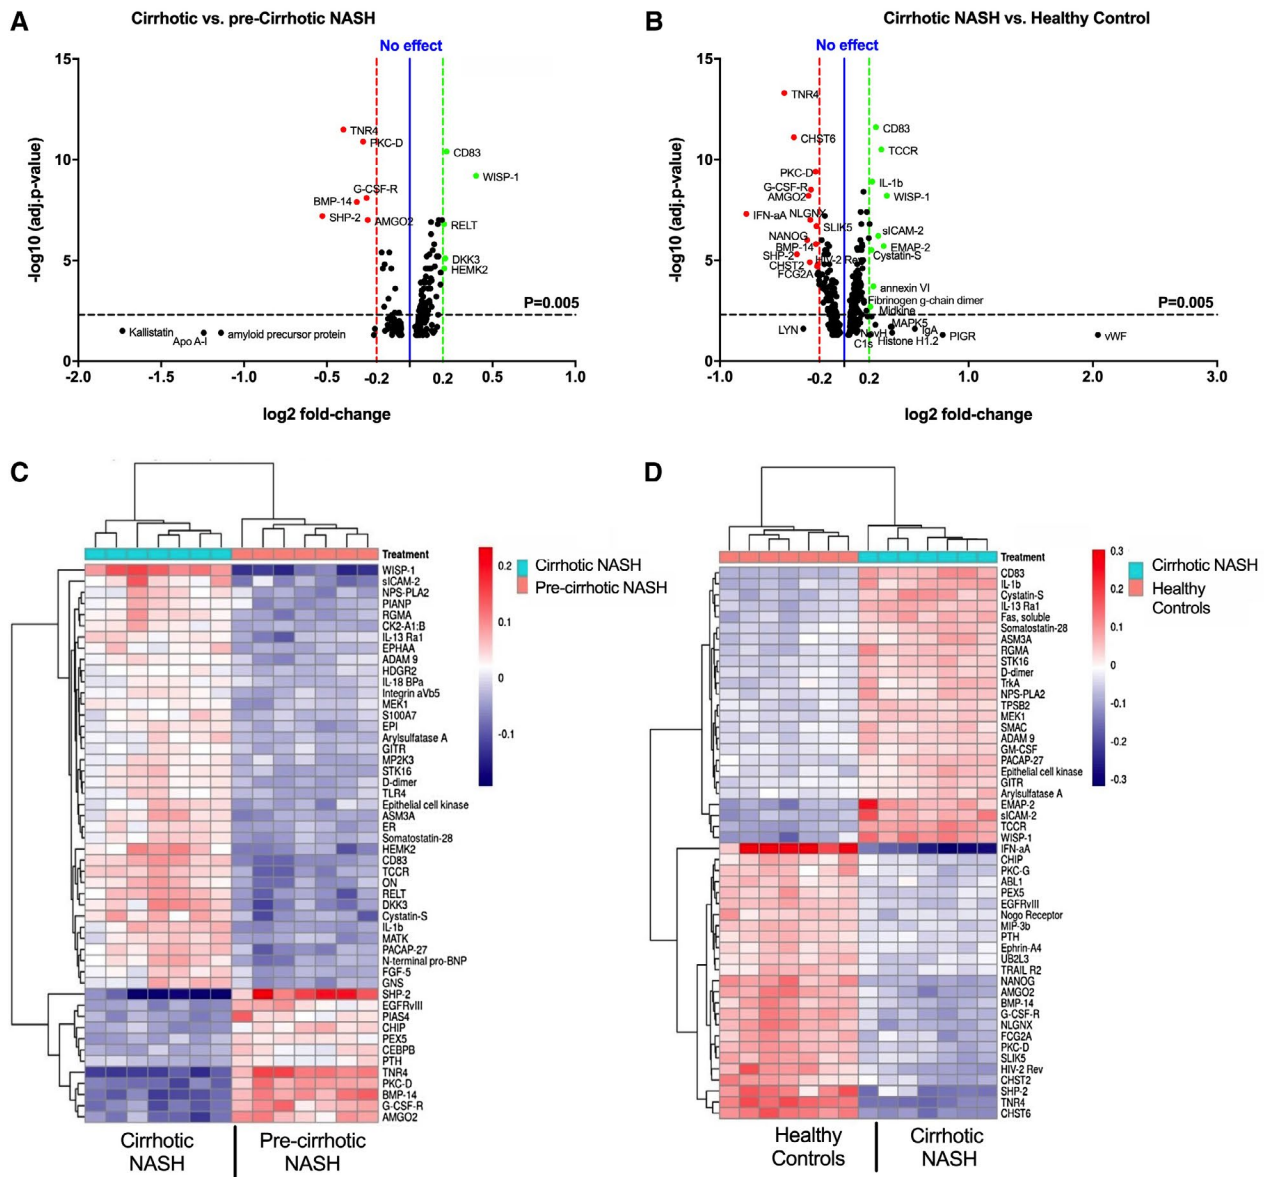 A
Cirrhotic vs. pre-Cirrhotic NASH
No effect
15
10
5
0
-log10 (adj.p-value)
TNR4
PKC-D
CD83
WISP-1
G-CSF-R
BMP-14
SHP-2
AMGO2
RELT
DKK3
HEMK2
P=0.005
Kallistatin
Apo A-I
amyloid precursor protein
-2.0
-1.5
-1.0
-0.5
-0.2
0.2
0.5
1.0
log2 fold-change
B
Cirrhotic NASH vs. Healthy Control
No effect
15
10
5
0
-log10 (adj.p-value)
TNR4
CHST6
CD83
TCCR
PKC-D
IL-1b
G-CSF-R
AMGO2
WISP-1
IFN-aA
NLGNX
SLIK5
sICAM-2
NANOG
BMP-14
EMAP-2
SHP-2
HIV-2 Rev
Cystatin-S
CHST2
FCG2A
annexin VI
Fibrinogen g-chain dimer
Midkine
P=0.005
LYN
MAPK5
NovH
IgA
C1s
Histone H1.2
PIGR
vWF
-1.0
-0.2
0.2
1.0
2.0
3.0
log2 fold-change
C
Treatment
WISP-1
sICAM-2
NPS-PLA2
PIANP
RGMA
CK2-A1:B
IL-13 Ra1
EPHAA
ADAM 9
HDGR2
IL-18 BPa
Integrin aVb5
MEK1
S100A7
EPI
Arylsulfatase A
GITR
MP2K3
STK16
D-dimer
TLR4
Epithelial cell kinase
ASM3A
ER
Somatostatin-28
HEMK2
CD83
TCCR
ON
RELT
DKK3
Cystatin-S
IL-1b
MATK
PACAP-27
N-terminal pro-BNP
FGF-5
GNS
SHP-2
EGFRvIII
PIAS4
CHIP
PEX5
CEBPB
PTH
TNR4
PKC-D
BMP-14
G-CSF-R
AMGO2
0.2
0.1
0
-0.1
Cirrhotic NASH
Pre-cirrhotic NASH
Cirrhotic
NASH
Pre-cirrhotic
NASH
D
Treatment
CD83
IL-1b
Cystatin-S
IL-13 Ra1
Fas, soluble
Somatostatin-28
ASM3A
RGMA
STK16
D-dimer
TrkA
NPS-PLA2
TPSB2
MEK1
SMAC
ADAM 9
GM-CSF
PACAP-27
Epithelial cell kinase
GITR
Arylsulfatase A
EMAP-2
sICAM-2
TCCR
WISP-1
IFN-aA
CHIP
PKC-G
ABL1
PEX5
EGFRvIII
Nogo Receptor
MIP-3b
PTH
Ephrin-A4
UB2L3
TRAIL R2
NANOG
AMGO2
BMP-14
G-CSF-R
NLGNX
FCG2A
PKC-D
SLIK5
HIV-2 Rev
CHST2
SHP-2
TNR4
CHST6
0.3
0.2
0.1
0
-0.1
-0.2
-0.3
Cirrhotic NASH
Healthy
Controls
Healthy
Controls
Cirrhotic
NASH